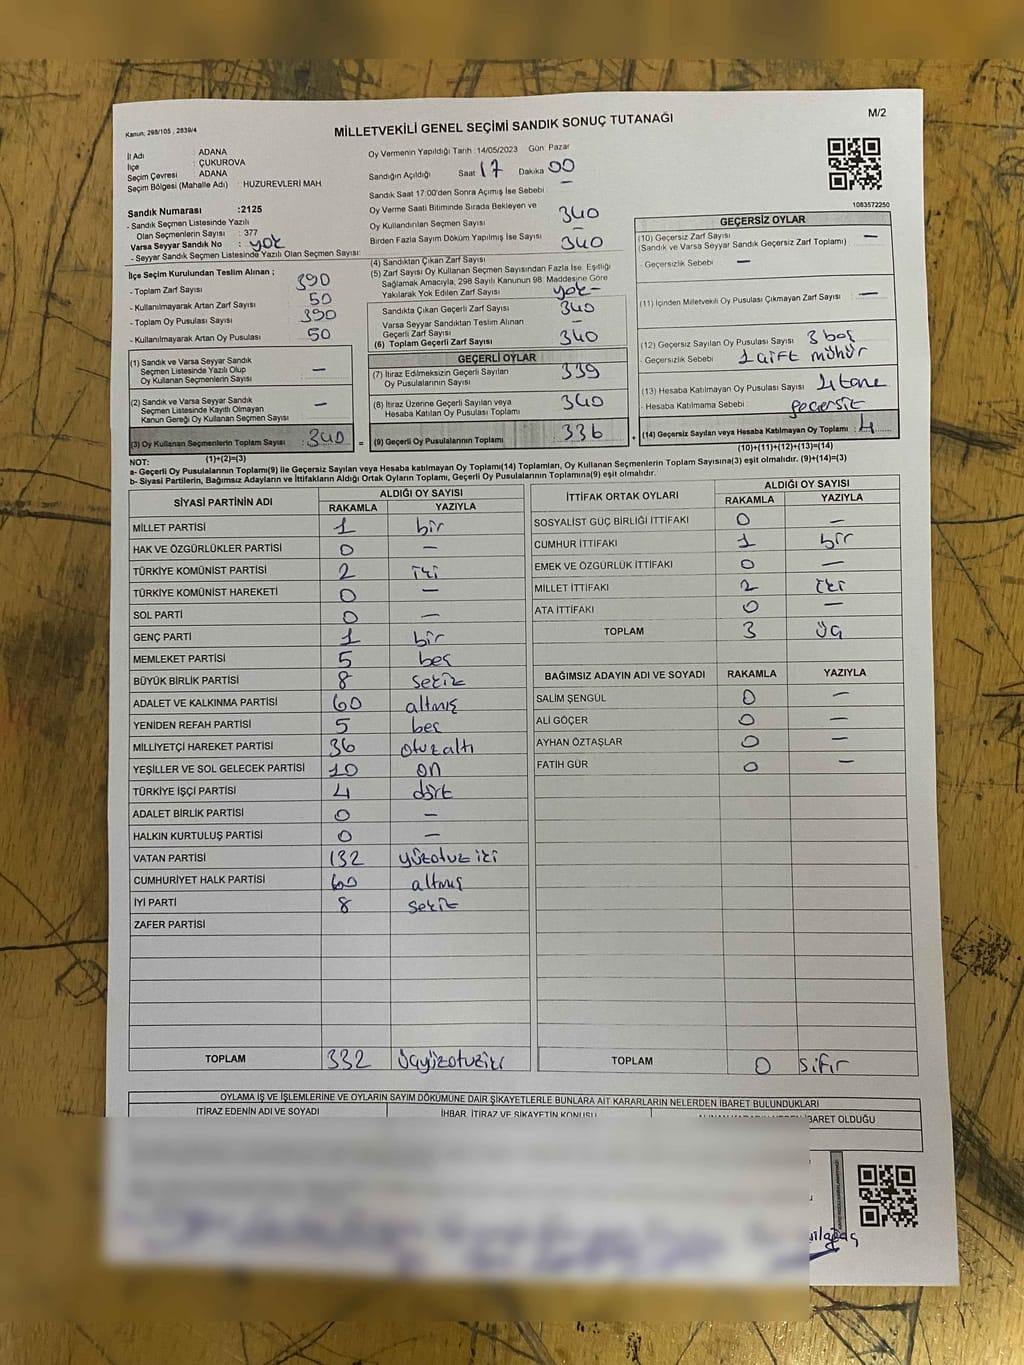 Kanun; 298/105 , 2839/4
MİLLETVEKİLİ GENEL SEÇİMİ SANDIK SONUÇ TUTANAĞI
M/2
İl Adı : ADANA
İlçe : ÇUKUROVA
Seçim Çevresi : ADANA
Seçim Bölgesi (Mahalle Adı) : HUZUREVLERİ MAH.
Sandık Numarası :2125
- Sandık Seçmen Listesinde Yazılı
Olan Seçmenlerin Sayısı : 377
Varsa Seyyar Sandık No : yok
- Seyyar Sandık Seçmen Listesinde Yazılı Olan Seçmen Sayısı:
İlçe Seçim Kurulundan Teslim Alınan ;
- Toplam Zarf Sayısı 390
- Kullanılmayarak Artan Zarf Sayısı 50
- Toplam Oy Pusulası Sayısı 390
- Kullanılmayarak Artan Oy Pusulası 50
(1) Sandık ve Varsa Seyyar Sandık
Seçmen Listesinde Yazılı Olup
Oy Kullanan Seçmenlerin Sayısı —
(2) Sandık ve Varsa Seyyar Sandık
Seçmen Listesinde Kayıtlı Olmayan
Kanun Gereği Oy Kullanan Seçmen Sayısı —
(3) Oy Kullanan Seçmenlerin Toplam Sayısı : 340
(1)+(2)=(3)
Oy Vermenin Yapıldığı Tarih :14/05/2023 Gün: Pazar
Sandığın Açıldığı Saat 17 Dakika 00
Sandık Saat 17:00'den Sonra Açımış İse Sebebi : —
Oy Verme Saati Bitiminde Sırada Bekleyen ve
Oy Kullandırılan Seçmen Sayısı 340
Birden Fazla Sayım Döküm Yapılmış İse Sayısı 340
(4) Sandıktan Çıkan Zarf Sayısı
(5) Zarf Sayısı Oy Kullanan Seçmen Sayısından Fazla İse, Eşitliği
Sağlamak Amacıyla, 298 Sayılı Kanunun 98. Maddesine Göre
Yakılarak Yok Edilen Zarf Sayısı yok-
Sandıkta Çıkan Geçerli Zarf Sayısı 340
Varsa Seyyar Sandıktan Teslim Alınan
Geçerli Zarf Sayısı —
(6) Toplam Geçerli Zarf Sayısı 340
GEÇERLİ OYLAR
(7) İtiraz Edilmeksizin Geçerli Sayılan
Oy Pusulalarının Sayısı 339
(8) İtiraz Üzerine Geçerli Sayılan veya
Hesaba Katılan Oy Pusulası Toplamı 340
(9) Geçerli Oy Pusulalarının Toplamı 336
1083572250
GEÇERSİZ OYLAR
(10) Geçersiz Zarf Sayısı —
(Sandık ve Varsa Seyyar Sandık Geçersiz Zarf Toplamı)
- Geçersizlik Sebebi : —
(11) İçinden Milletvekili Oy Pusulası Çıkmayan Zarf Sayısı : —
(12) Geçersiz Sayılan Oy Pusulası Sayısı : 3 boş
- Geçersizlik Sebebi : 1 çift mühür
(13) Hesaba Katılmayan Oy Pusulası Sayısı : 4 tane
- Hesaba Katılmama Sebebi : geçersiz
(14) Geçersiz Sayılan veya Hesaba Katılmayan Oy Toplamı : 4
(10)+(11)+(12)+(13)=(14)
NOT:
a- Geçerli Oy Pusulalarının Toplamı(9) ile Geçersiz Sayılan veya Hesaba katılmayan Oy Toplamı(14) Toplamları, Oy Kullanan Seçmenlerin Toplam Sayısına(3) eşit olmalıdır. (9)+(14)=(3)
b- Siyasi Partilerin, Bağımsız Adayların ve İttifakların Aldığı Ortak Oyların Toplamı, Geçerli Oy Pusulalarının Toplamına(9) eşit olmalıdır.
SİYASİ PARTİNİN ADI ALDIĞI OY SAYISI
RAKAMLA YAZIYLA
MİLLET PARTİSİ 1 bir
HAK VE ÖZGÜRLÜKLER PARTİSİ 0 —
TÜRKİYE KOMÜNİST PARTİSİ 2 iki
TÜRKİYE KOMÜNİST HAREKETİ 0 —
SOL PARTİ 0 —
GENÇ PARTİ 1 bir
MEMLEKET PARTİSİ 5 beş
BÜYÜK BİRLİK PARTİSİ 8 sekiz
ADALET VE KALKINMA PARTİSİ 60 altmış
YENİDEN REFAH PARTİSİ 5 beş
MİLLİYETÇİ HAREKET PARTİSİ 36 otuzaltı
YEŞİLLER VE SOL GELECEK PARTİSİ 10 on
TÜRKİYE İŞÇİ PARTİSİ 4 dört
ADALET BİRLİK PARTİSİ 0 —
HALKIN KURTULUŞ PARTİSİ 0 —
VATAN PARTİSİ 132 yüzotuz iki
CUMHURİYET HALK PARTİSİ 60 altmış
İYİ PARTİ 8 sekiz
ZAFER PARTİSİ
TOPLAM 332 üçyüzotuziki
İTTİFAK ORTAK OYLARI ALDIĞI OY SAYISI
RAKAMLA YAZIYLA
SOSYALİST GÜÇ BİRLİĞİ İTTİFAKI 0 —
CUMHUR İTTİFAKI 1 bir
EMEK VE ÖZGÜRLÜK İTTİFAKI 0 —
MİLLET İTTİFAKI 2 iki
ATA İTTİFAKI 0 —
TOPLAM 3 üç
BAĞIMSIZ ADAYIN ADI VE SOYADI RAKAMLA YAZIYLA
SALİM ŞENGÜL 0 —
ALİ GÖÇER 0 —
AYHAN ÖZTAŞLAR 0 —
FATİH GÜR 0 —
TOPLAM 0 sıfır
OYLAMA İŞ VE İŞLEMLERİNE VE OYLARIN SAYIM DÖKÜMÜNE DAİR ŞİKAYETLERLE BUNLARA AİT KARARLARIN NELERDEN İBARET BULUNDUKLARI
İTİRAZ EDENİN ADI VE SOYADI İHBAR, İTİRAZ VE ŞİKAYETİN KONUSU İBARET OLDUĞU